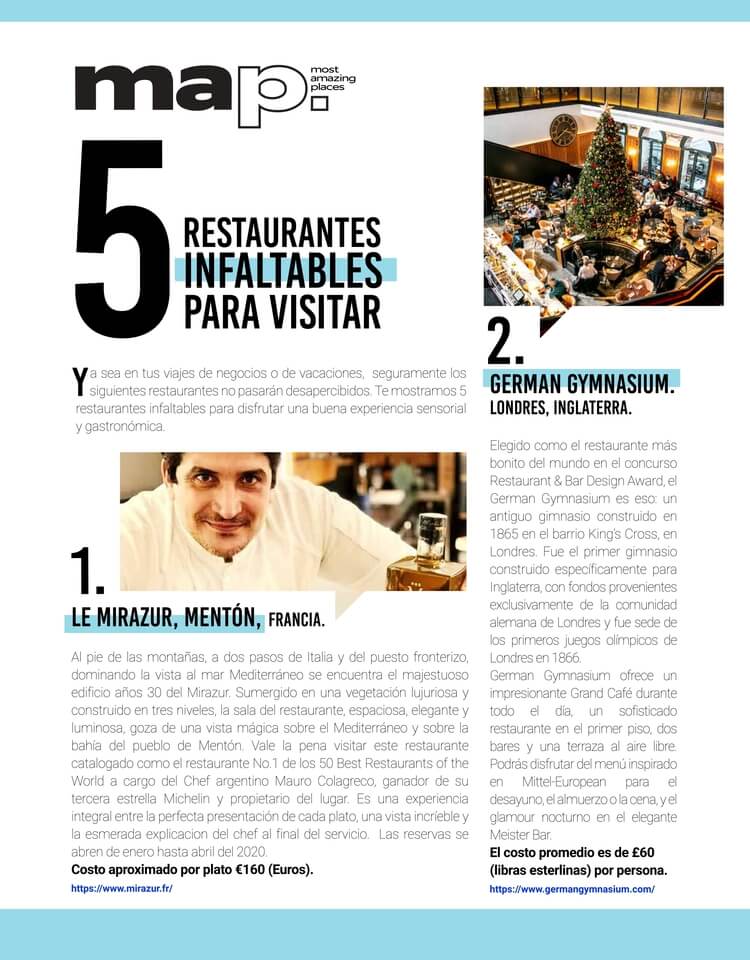 map.
most
amazing
places
5
RESTAURANTES
INFALTABLES
PARA VISITAR
Ya sea en tus viajes de negocios o de vacaciones, seguramente los
siguientes restaurantes no pasarán desapercibidos. Te mostramos 5
restaurantes infaltables para disfrutar una buena experiencia sensorial
y gastronómica.
1.
LE MIRAZUR, MENTÓN, FRANCIA.
Al pie de las montañas, a dos pasos de Italia y del puesto fronterizo,
dominando la vista al mar Mediterráneo se encuentra el majestuoso
edificio años 30 del Mirazur. Sumergido en una vegetación lujuriosa y
construido en tres niveles, la sala del restaurante, espaciosa, elegante y
luminosa, goza de una vista mágica sobre el Mediterráneo y sobre la
bahía del pueblo de Mentón. Vale la pena visitar este restaurante
catalogado como el restaurante No.1 de los 50 Best Restaurants of the
World a cargo del Chef argentino Mauro Colagreco, ganador de su
tercera estrella Michelin y propietario del lugar. Es una experiencia
integral entre la perfecta presentación de cada plato, una vista incríeble y
la esmerada explicacion del chef al final del servicio. Las reservas se
abren de enero hasta abril del 2020.
Costo aproximado por plato €160 (Euros).
https://www.mirazur.fr/
2.
GERMAN GYMNASIUM.
LONDRES, INGLATERRA.
Elegido como el restaurante más
bonito del mundo en el concurso
Restaurant & Bar Design Award, el
German Gymnasium es eso: un
antiguo gimnasio construido en
1865 en el barrio King's Cross, en
Londres. Fue el primer gimnasio
construido específicamente para
Inglaterra, con fondos provenientes
exclusivamente de la comunidad
alemana de Londres y fue sede de
los primeros juegos olímpicos de
Londres en 1866.
German Gymnasium ofrece un
impresionante Grand Café durante
todo el día, un sofisticado
restaurante en el primer piso, dos
bares y una terraza al aire libre.
Podrás disfrutar del menú inspirado
en Mittel-European para el
desayuno, el almuerzo o la cena, y el
glamour nocturno en el elegante
Meister Bar.
El costo promedio es de £60
(libras esterlinas) por persona.
https://www.germangymnasium.com/